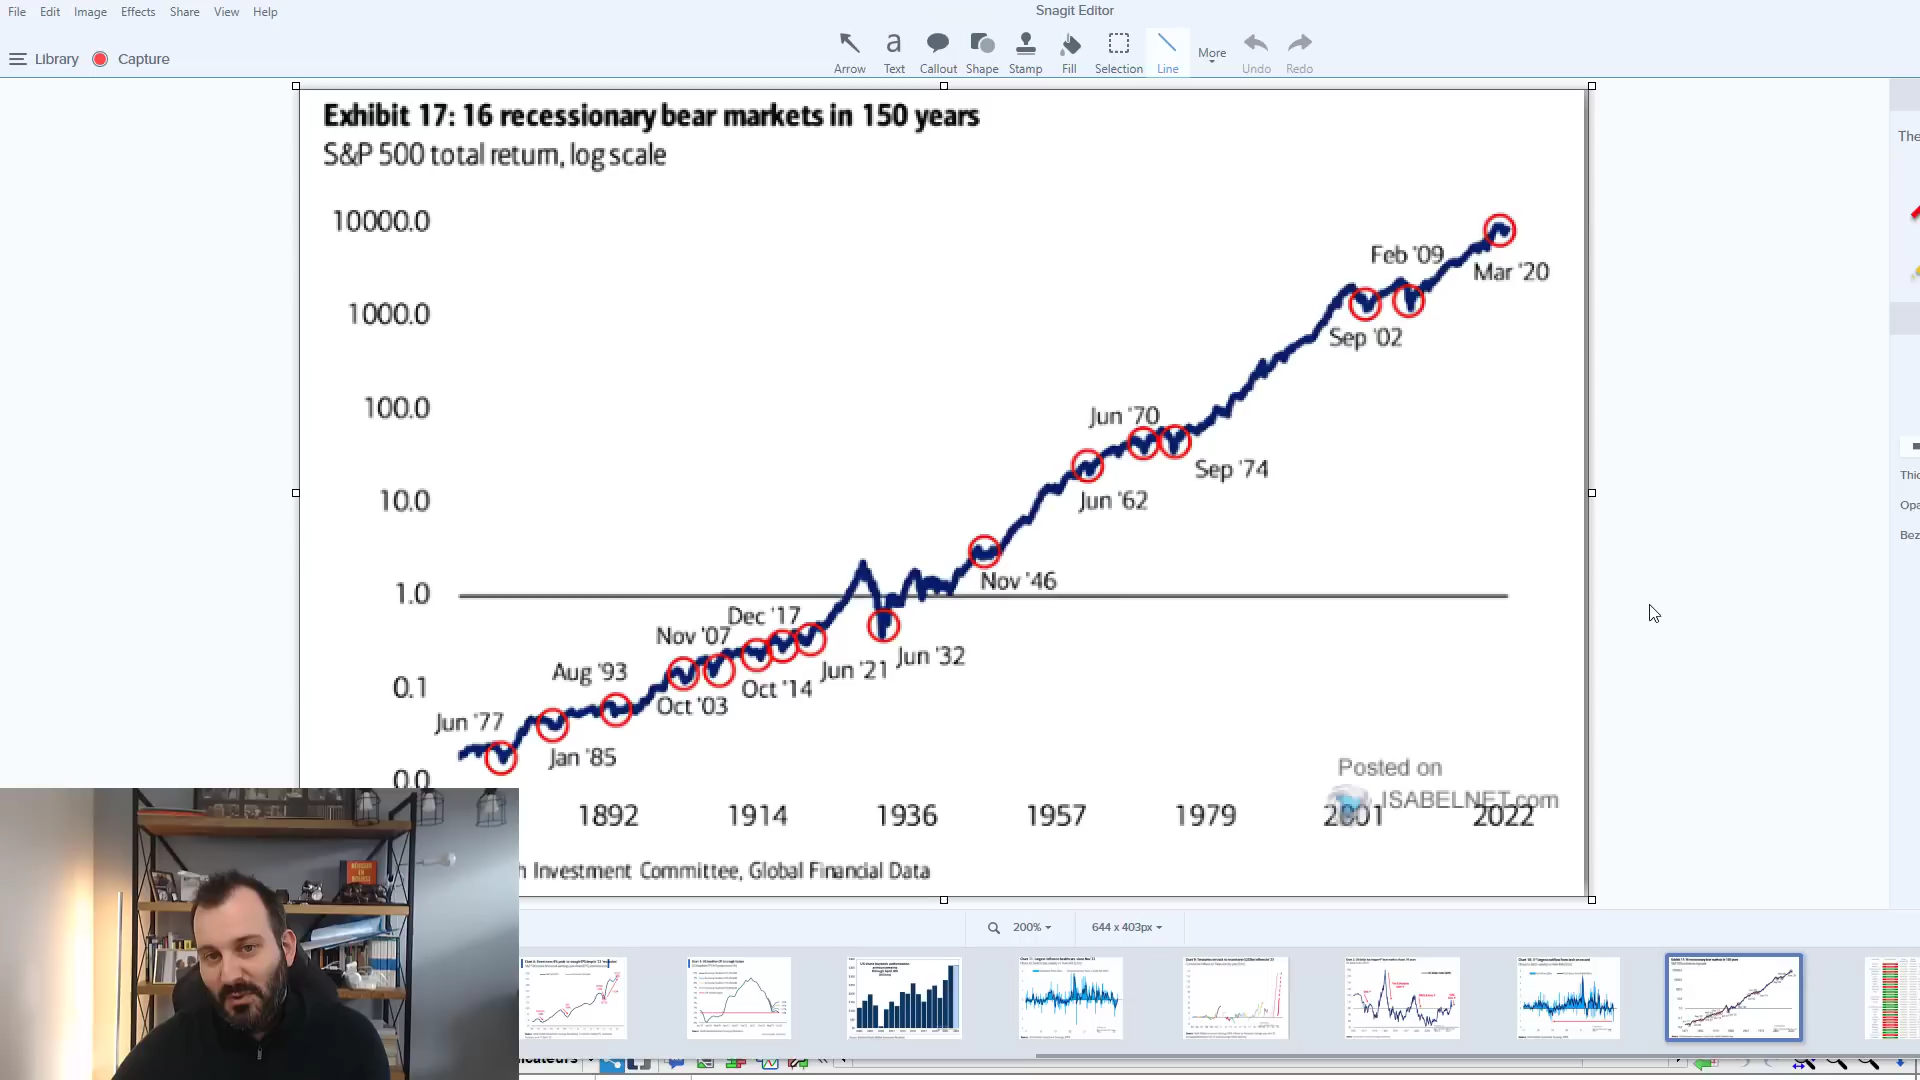 File Edit Image Effects Share View Help
Snagit Editor
Library Capture
Arrow Text Callout Shape Stamp Fill Selection Line More Undo Redo
Exhibit 17: 16 recessionary bear markets in 150 years
S&P 500 total return, log scale
The
10000.0
Feb '09
Mar '20
1000.0
Sep '02
100.0
Jun '70
Sep '74
10.0
Jun '62
Thic
Opa
Bez
1.0
Nov '46
Dec '17
Nov '07
Jun '32
Aug '93
Jun '21
0.1
Oct '14
Oct '03
Jun '77
Jan '85
0.0
Posted on
ISABELNET.com
1892 1914 1936 1957 1979 2001 2022
h Investment Committee, Global Financial Data
200% 644 x 403px